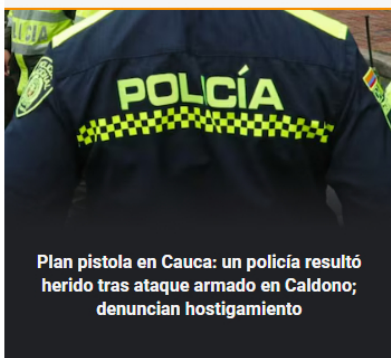 POLICÍA
Plan pistola en Cauca: un policía resultó
herido tras ataque armado en Caldono;
denuncian hostigamiento